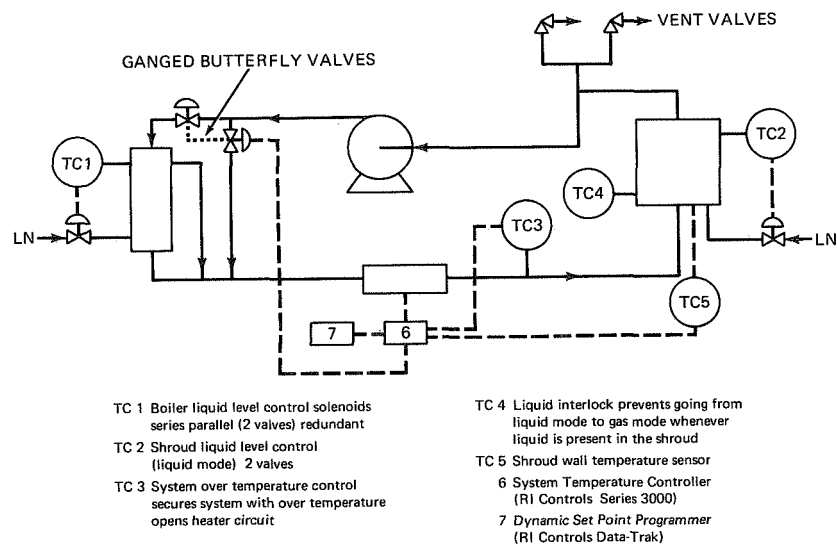 VENT VALVES
GANGED BUTTERFLY VALVES
TC1
TC2
TC4
TC3
LN
LN
TC5
7
6
TC 1 Boiler liquid level control solenoids
series parallel (2 valves) redundant
TC 2 Shroud liquid level control
(liquid mode) 2 valves
TC 3 System over temperature control
secures system with over temperature
opens heater circuit
TC 4 Liquid interlock prevents going from
liquid mode to gas mode whenever
liquid is present in the shroud
TC 5 Shroud wall temperature sensor
6 System Temperature Controller
(RI Controls Series 3000)
7 Dynamic Set Point Programmer
(RI Controls Data-Trak)